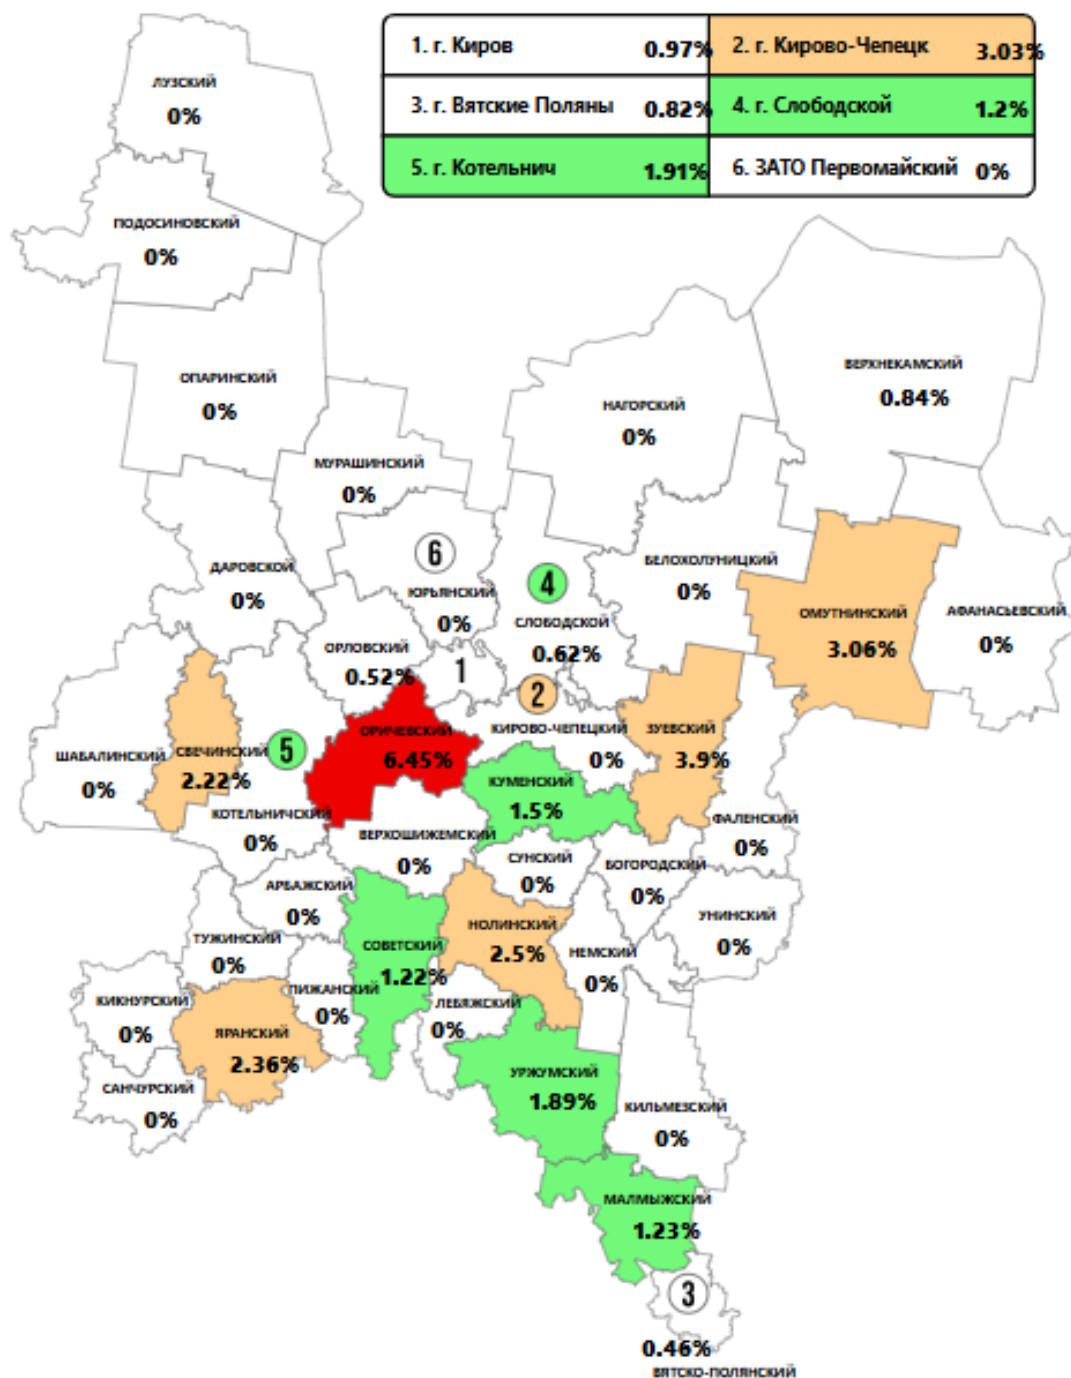 1. г. Киров 0.97% 2. г. Кирово-Чепецк 3.03%
3. г. Вятские Поляны 0.82% 4. г. Слободской 1.2%
5. г. Котельнич 1.91% 6. ЗАТО Первомайский 0%
ЛУЗСКИЙ
0%
ПОДОСИНОВСКИЙ
0%
ОПАРИНСКИЙ
0%
ВЕРХНЕКАМСКИЙ
0.84%
НАГОРСКИЙ
0%
МУРАШИНСКИЙ
0%
6
ЮРЬЯНСКИЙ
0%
4
СЛОБОДСКОЙ
0.62%
БЕЛОХОЛУНИЦКИЙ
0%
ДАРОВСКОЙ
0%
ОМУТНИНСКИЙ
3.06%
АФАНАСЬЕВСКИЙ
0%
ОРЛОВСКИЙ
0.52%
1
2
КИРОВО-ЧЕПЕЦКИЙ
0%
ЗУЕВСКИЙ
3.9%
ОРИЧЕВСКИЙ
6.45%
ШАБАЛИНСКИЙ
0%
СВЕЧИНСКИЙ
2.22%
5
КОТЕЛЬНИЧСКИЙ
0%
КУМЕНСКИЙ
1.5%
ФАЛЕНСКИЙ
0%
ВЕРХОШИЖЕМСКИЙ
0%
СУНСКИЙ
0%
БОГОРОДСКИЙ
0%
АРБАЖСКИЙ
0%
УНИНСКИЙ
0%
НОЛИНСКИЙ
2.5%
ТУЖИНСКИЙ
0%
СОВЕТСКИЙ
1.22%
НЕМСКИЙ
0%
КИКНУРСКИЙ
0%
ПИЖАНСКИЙ
0%
ЛЕБЯЖСКИЙ
0%
ЯРАНСКИЙ
2.36%
САНЧУРСКИЙ
0%
УРЖУМСКИЙ
1.89%
КИЛЬМЕЗСКИЙ
0%
МАЛМЫЖСКИЙ
1.23%
3
0.46%
ВЯТСКО-ПОЛЯНСКИЙ